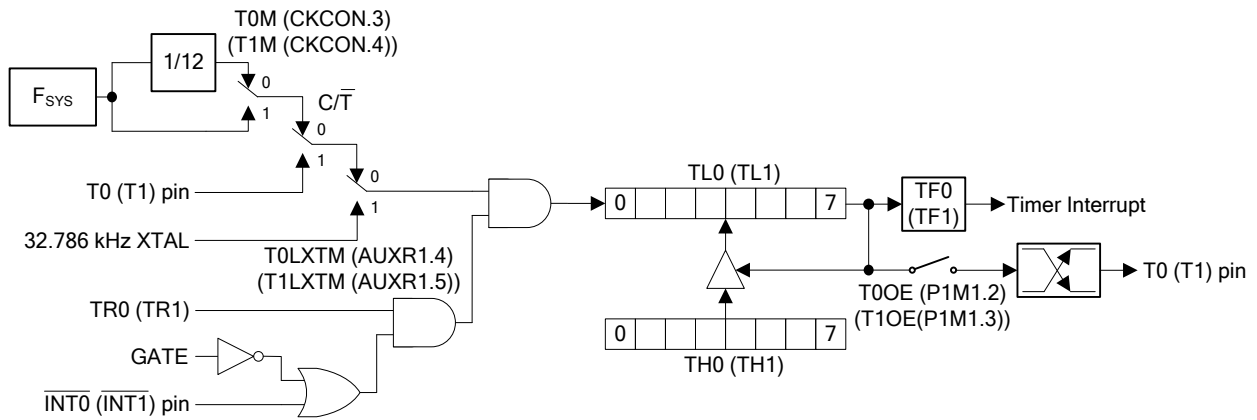 T0M (CKCON.3)
(T1M (CKCON.4))
1/12
FSYS
0
1
C/T̅
0
1
T0 (T1) pin
0
1
32.786 kHz XTAL
T0LXTM (AUXR1.4)
(T1LXTM (AUXR1.5))
TR0 (TR1)
GATE
I̅N̅T̅0̅ (I̅N̅T̅1̅) pin
TL0 (TL1)
0 7
TF0
(TF1)
Timer Interrupt
T0OE (P1M1.2)
(T1OE(P1M1.3))
T0 (T1) pin
0 7
TH0 (TH1)